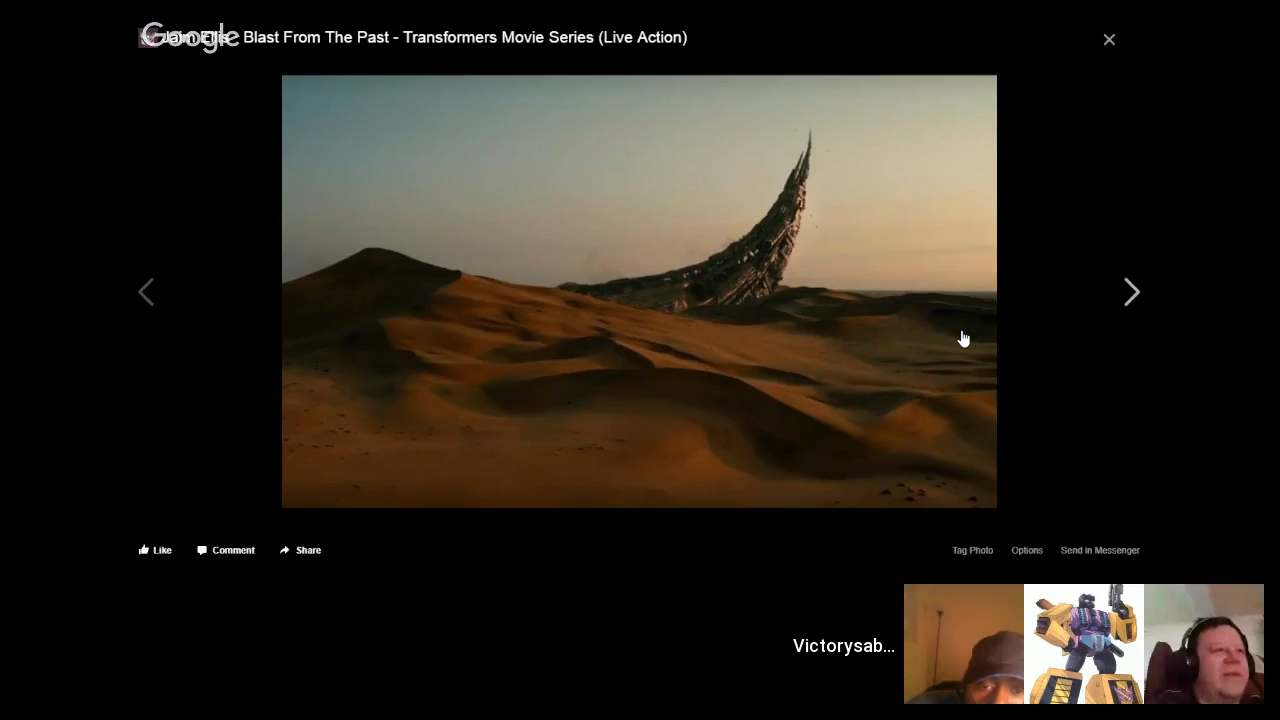 Google
Blast From The Past - Transformers Movie Series (Live Action)
Like Comment Share
Tag Photo Options Send in Messenger
Victorysab...